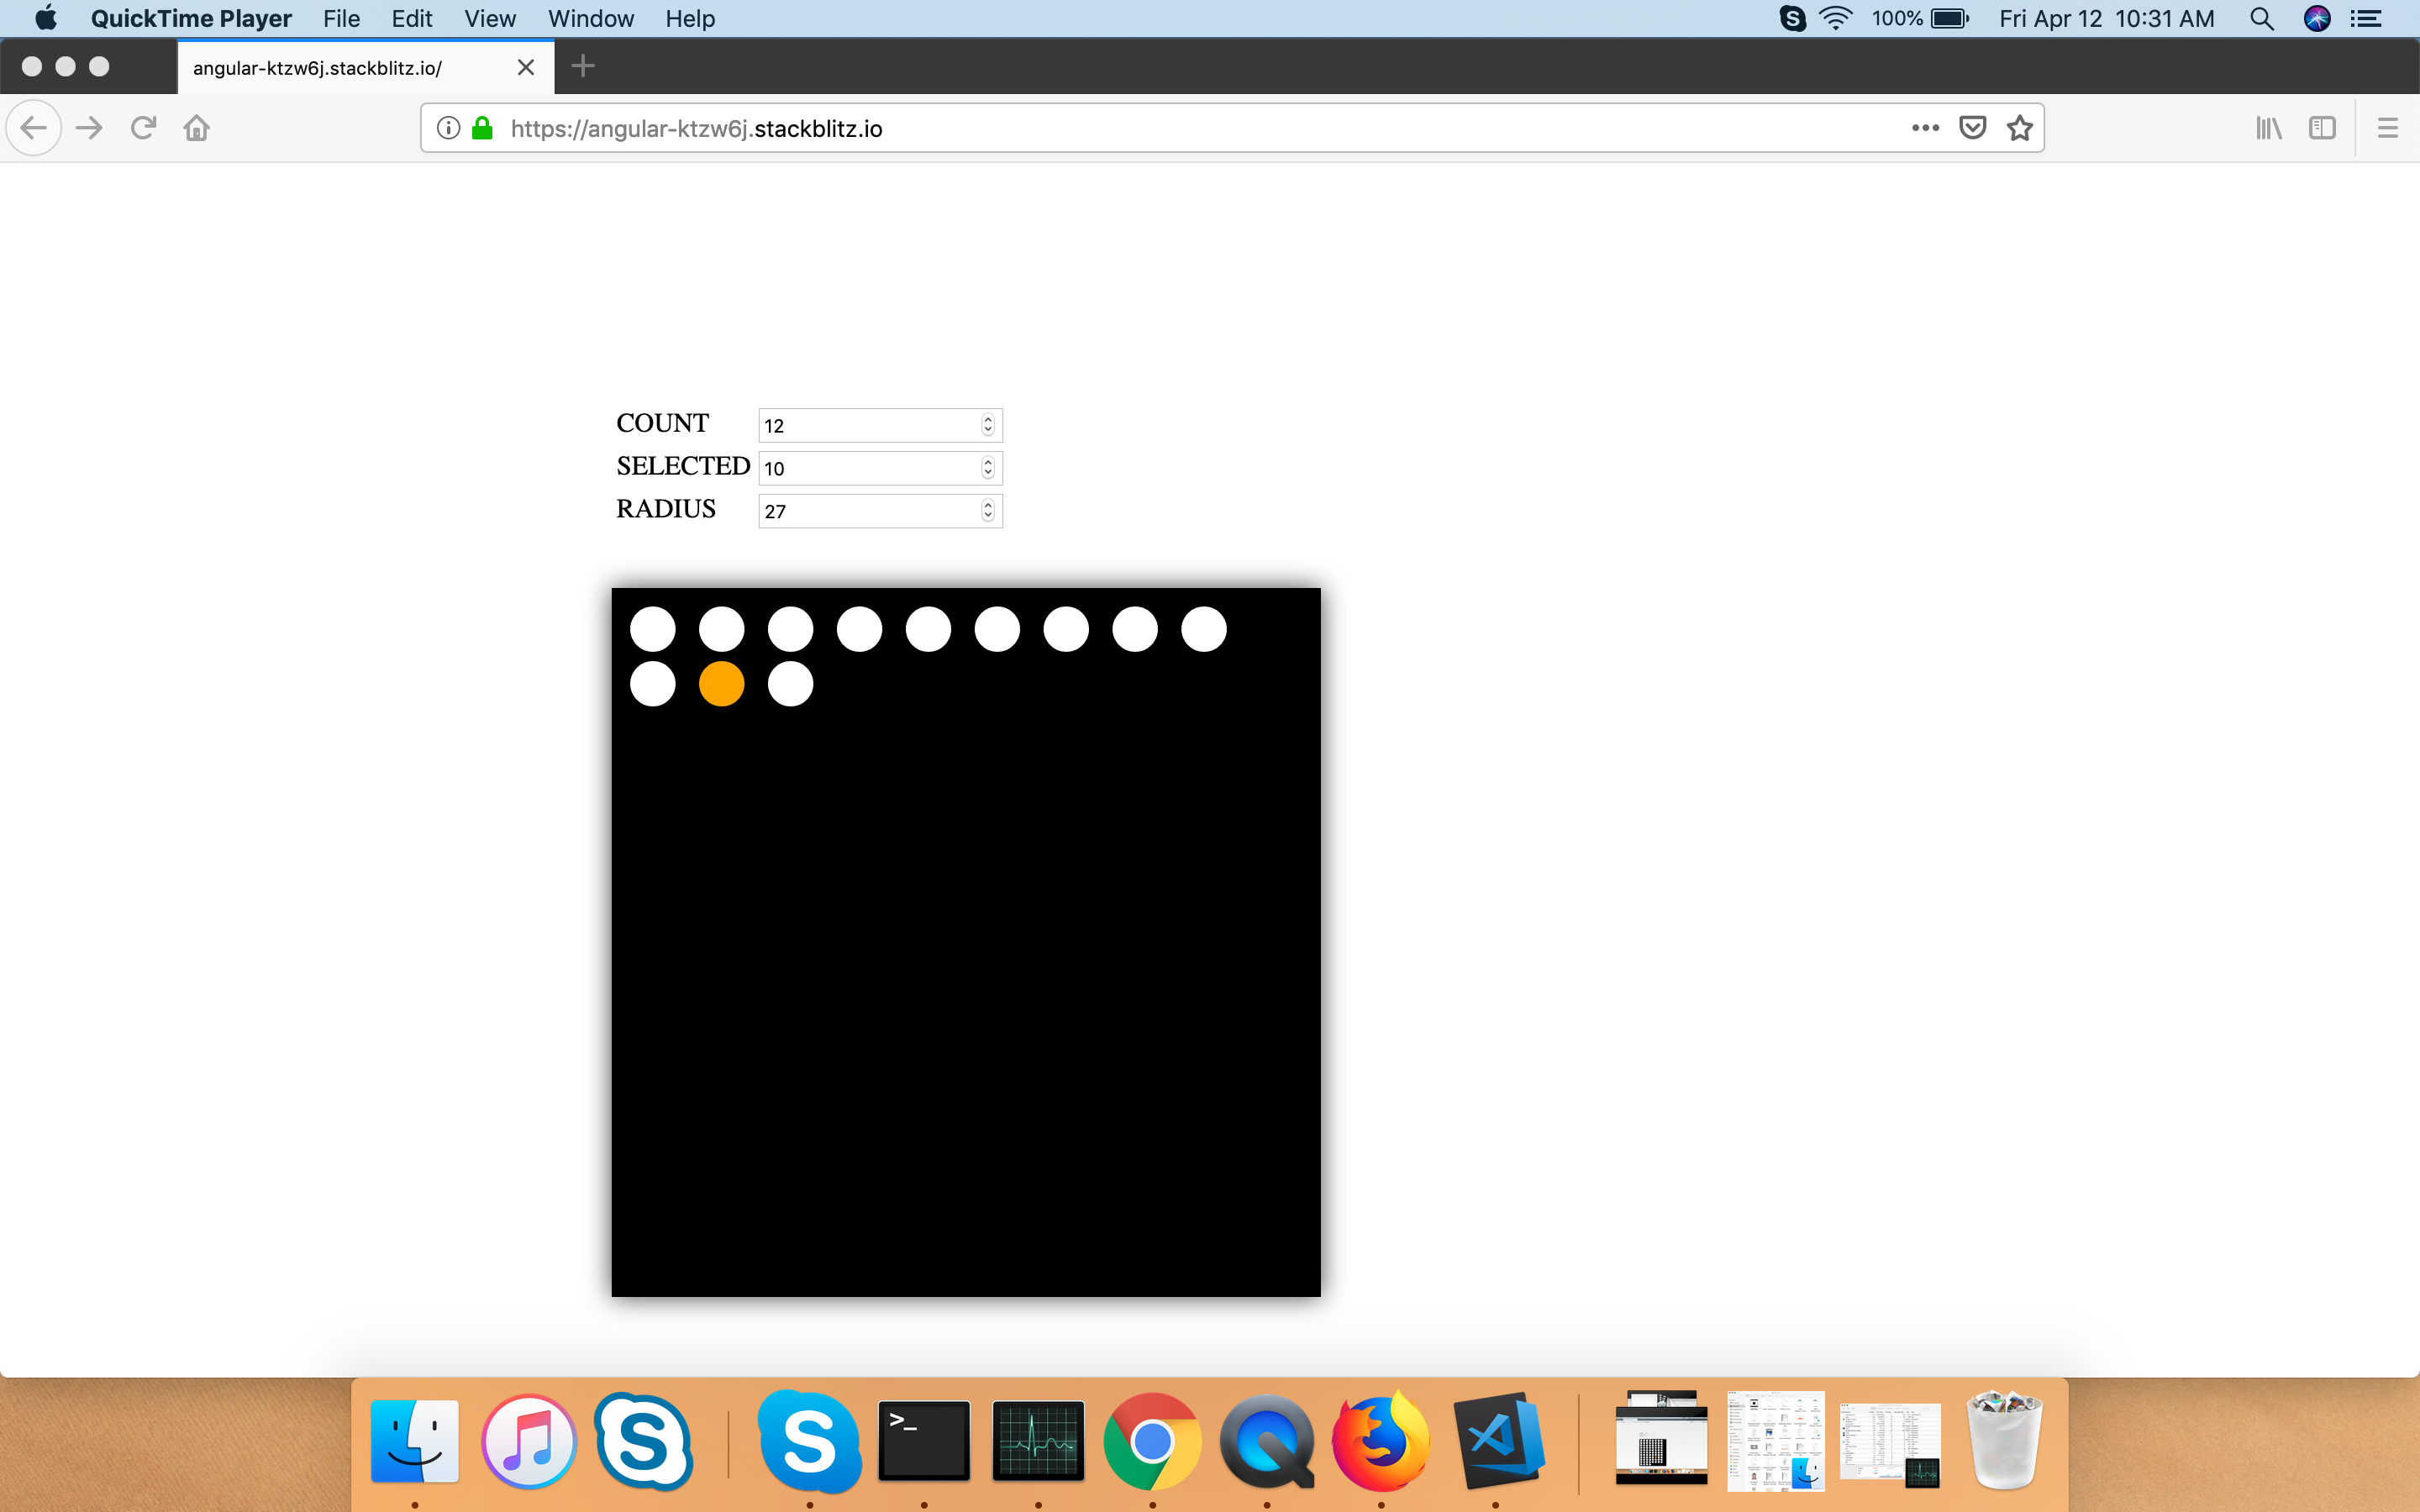 QuickTime Player File Edit View Window Help S 100% Fri Apr 12 10:31 AM
angular-ktzw6j.stackblitz.io/
https://angular-ktzw6j.stackblitz.io
COUNT 12
SELECTED 10
RADIUS 27
S S >_